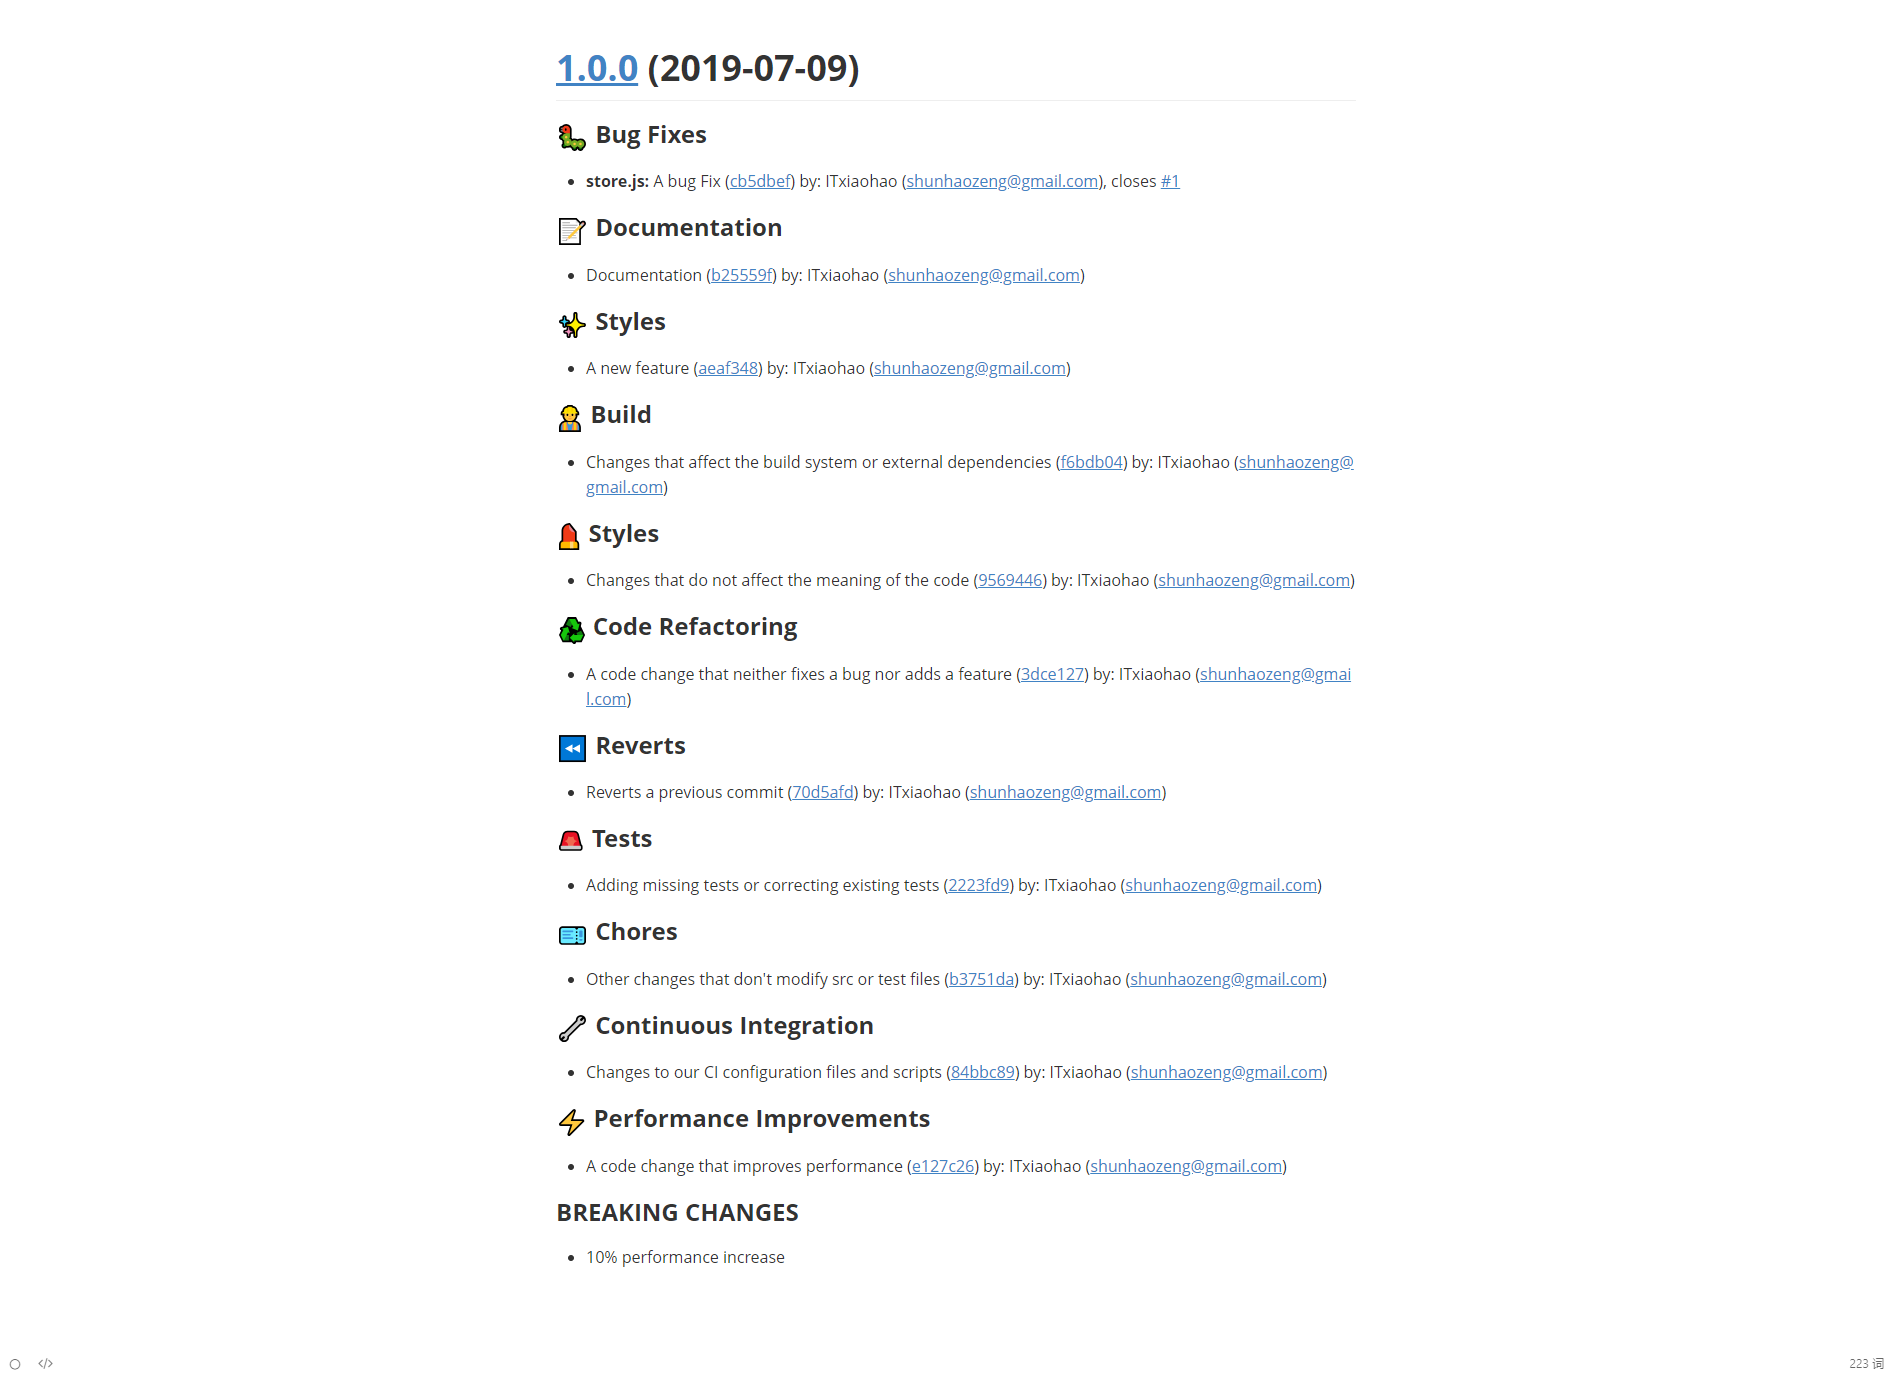 1.0.0 (2019-07-09)
Bug Fixes
store.js: A bug Fix (cb5dbef) by: ITxiaohao (shunhaozeng@gmail.com), closes #1
Documentation
Documentation (b25559f) by: ITxiaohao (shunhaozeng@gmail.com)
Styles
A new feature (aeaf348) by: ITxiaohao (shunhaozeng@gmail.com)
Build
Changes that affect the build system or external dependencies (f6bdb04) by: ITxiaohao (shunhaozeng@
gmail.com)
Styles
Changes that do not affect the meaning of the code (9569446) by: ITxiaohao (shunhaozeng@gmail.com)
Code Refactoring
A code change that neither fixes a bug nor adds a feature (3dce127) by: ITxiaohao (shunhaozeng@gmai
l.com)
Reverts
Reverts a previous commit (70d5afd) by: ITxiaohao (shunhaozeng@gmail.com)
Tests
Adding missing tests or correcting existing tests (2223fd9) by: ITxiaohao (shunhaozeng@gmail.com)
Chores
Other changes that don't modify src or test files (b3751da) by: ITxiaohao (shunhaozeng@gmail.com)
Continuous Integration
Changes to our CI configuration files and scripts (84bbc89) by: ITxiaohao (shunhaozeng@gmail.com)
Performance Improvements
A code change that improves performance (e127c26) by: ITxiaohao (shunhaozeng@gmail.com)
BREAKING CHANGES
10% performance increase
</> 223 词